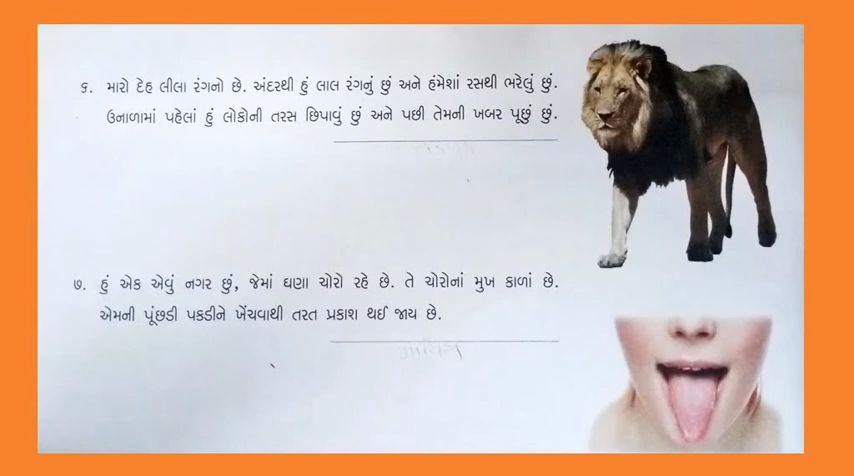 ૬. મારો દેહ લીલા રંગનો છે. અંદરથી હું લાલ રંગનું છું અને હંમેશાં રસથી ભરેલું છું.
ઉનાળામાં પહેલાં હું લોકોની તરસ છિપાવું છું અને પછી તેમની ખબર પૂછું છું.
૭. હું એક એવું નગર છું, જેમાં ઘણા ચોરો રહે છે. તે ચોરોનાં મુખ કાળાં છે.
એમની પૂંછડી પકડીને ખેંચવાથી તરત પ્રકાશ થઈ જાય છે.